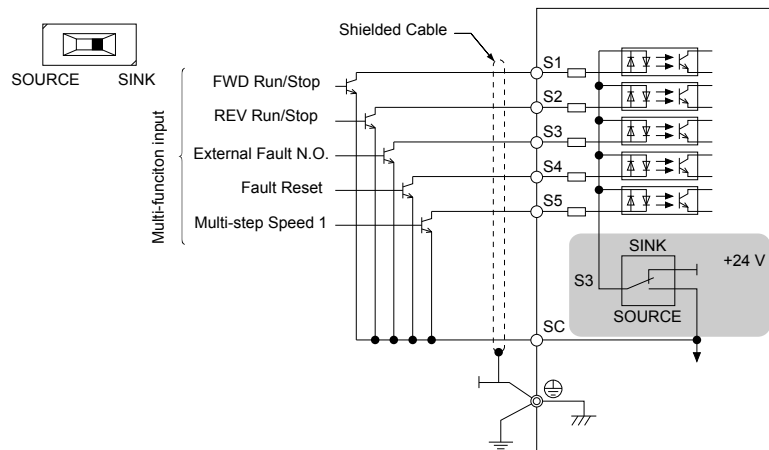 Shielded Cable
SOURCE SINK
Multi-funciton input
FWD Run/Stop
REV Run/Stop
External Fault N.O.
Fault Reset
Multi-step Speed 1
S1
S2
S3
S4
S5
SINK
+24 V
S3
SOURCE
SC